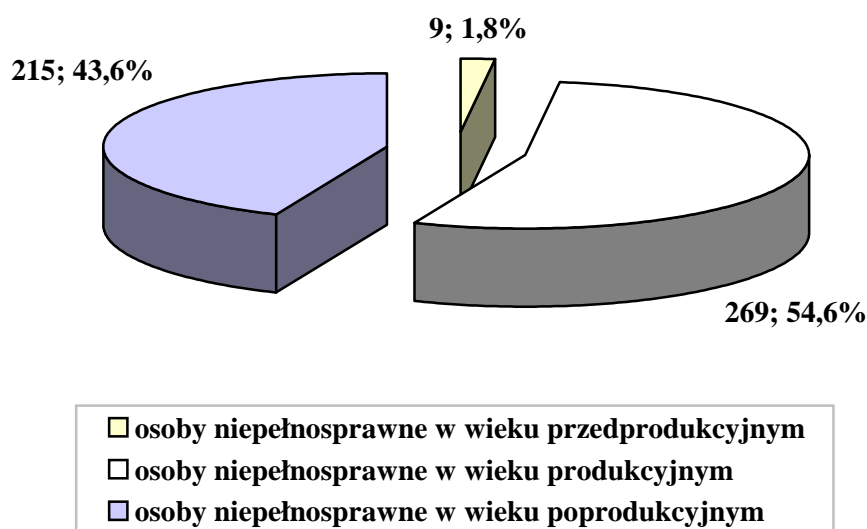 9; 1,8%
215; 43,6%
269; 54,6%
osoby niepełnosprawne w wieku przedprodukcyjnym
osoby niepełnosprawne w wieku produkcyjnym
osoby niepełnosprawne w wieku poprodukcyjnym